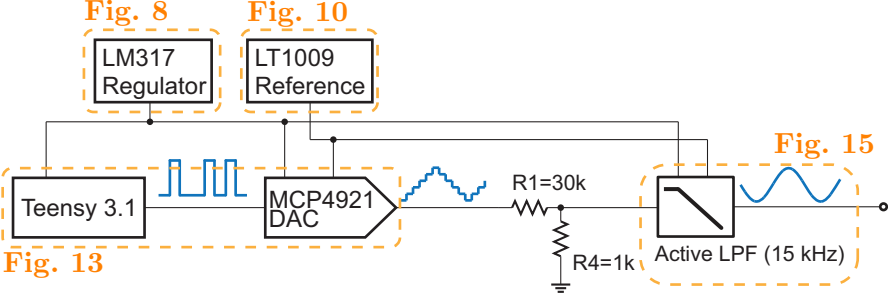 Fig. 8
Fig. 10
LM317
Regulator
LT1009
Reference
Fig. 15
Teensy 3.1
MCP4921
DAC
R1=30k
R4=1k
Active LPF (15 kHz)
Fig. 13